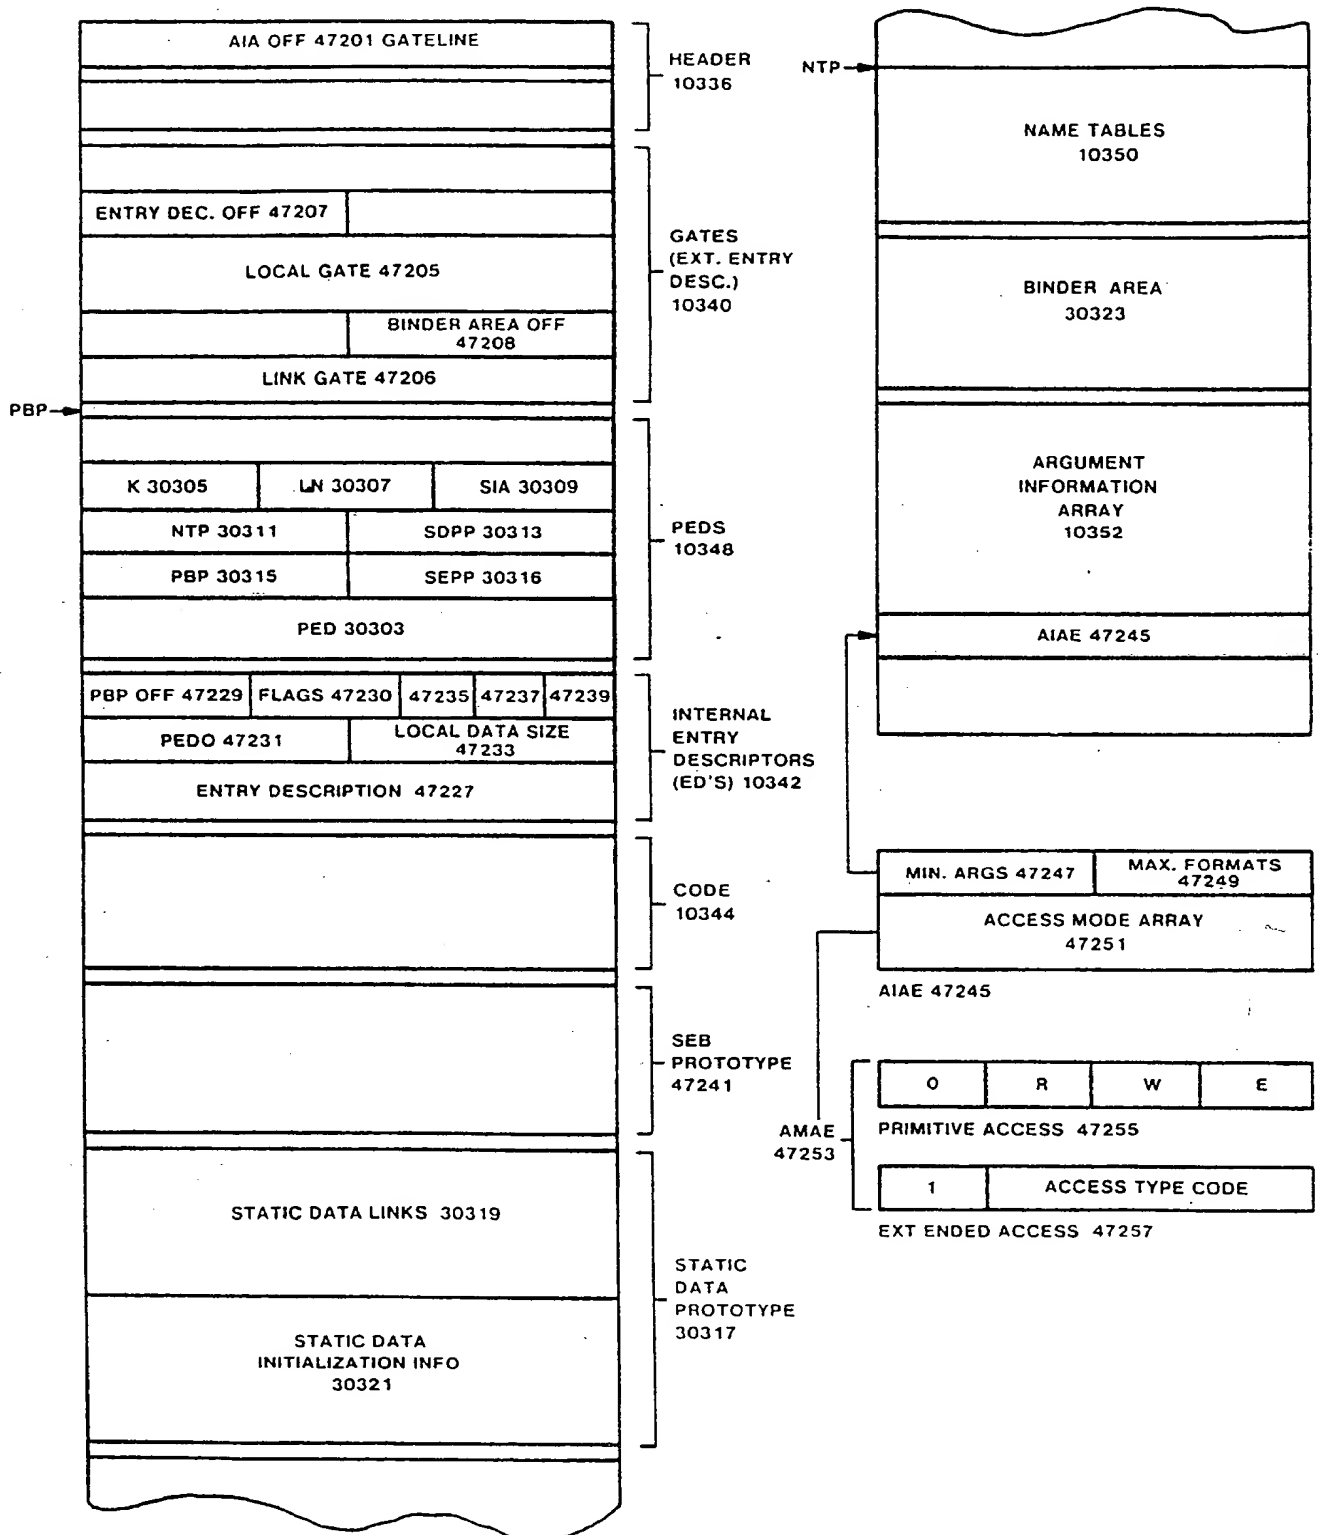 AIA OFF 47201 GATELINE
HEADER
10336
ENTRY DEC. OFF 47207
LOCAL GATE 47205
BINDER AREA OFF
47208
LINK GATE 47206
GATES
(EXT. ENTRY
DESC.)
10340
PBP
K 30305
LN 30307
SIA 30309
NTP 30311
SDPP 30313
PBP 30315
SEPP 30316
PED 30303
PEDS
10348
PBP OFF 47229
FLAGS 47230
47235
47237
47239
PEDO 47231
LOCAL DATA SIZE
47233
ENTRY DESCRIPTION 47227
INTERNAL
ENTRY
DESCRIPTORS
(ED'S) 10342
CODE
10344
SEB
PROTOTYPE
47241
STATIC DATA LINKS 30319
STATIC DATA
INITIALIZATION INFO
30321
STATIC
DATA
PROTOTYPE
30317
NTP
NAME TABLES
10350
BINDER AREA
30323
ARGUMENT
INFORMATION
ARRAY
10352
AIAE 47245
MIN. ARGS 47247
MAX. FORMATS
47249
ACCESS MODE ARRAY
47251
AIAE 47245
AMAE
47253
O
R
W
E
PRIMITIVE ACCESS 47255
1
ACCESS TYPE CODE
EXT ENDED ACCESS 47257